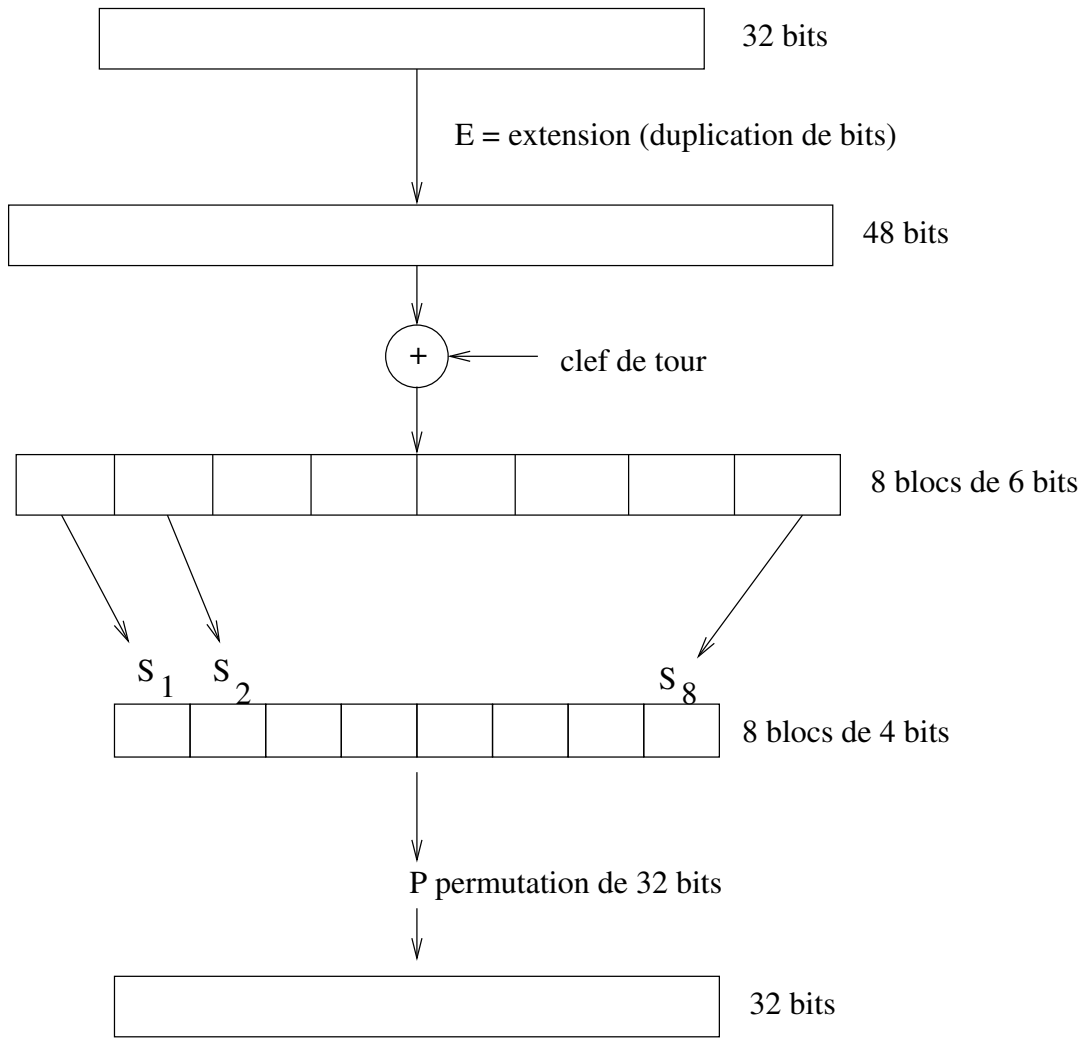 32 bits
E = extension (duplication de bits)
48 bits
+
clef de tour
8 blocs de 6 bits
S 1
S 2
S 8
8 blocs de 4 bits
P permutation de 32 bits
32 bits